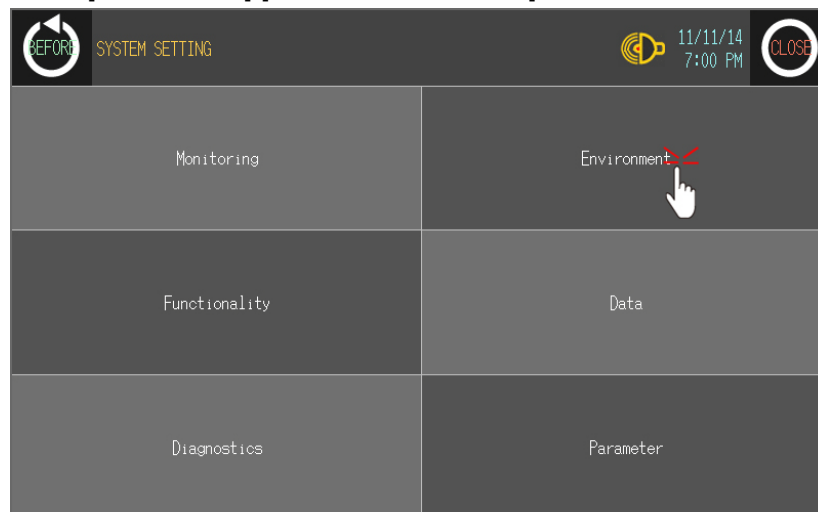 BEFORE
SYSTEM SETTING
11/11/14
7:00 PM
CLOSE
Monitoring
Environment
Functionality
Data
Diagnostics
Parameter